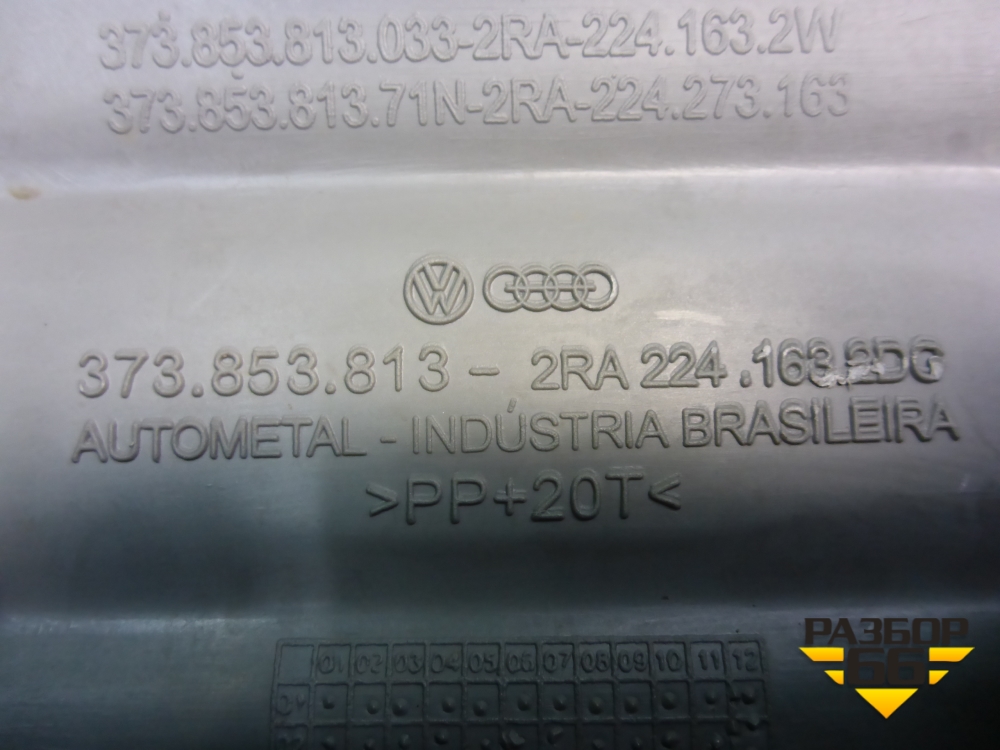 373.853.813.033-2RA-224.163.2W
373.853.813.71N-2RA-224.273.163
VW
373.853.813 - 2RA 224.163.2DG
AUTOMETAL - INDÚSTRIA BRASILEIRA
>PP+20T<
01 02 03 04 05 06 07 08 09 10 11 12
РАЗБОР
66